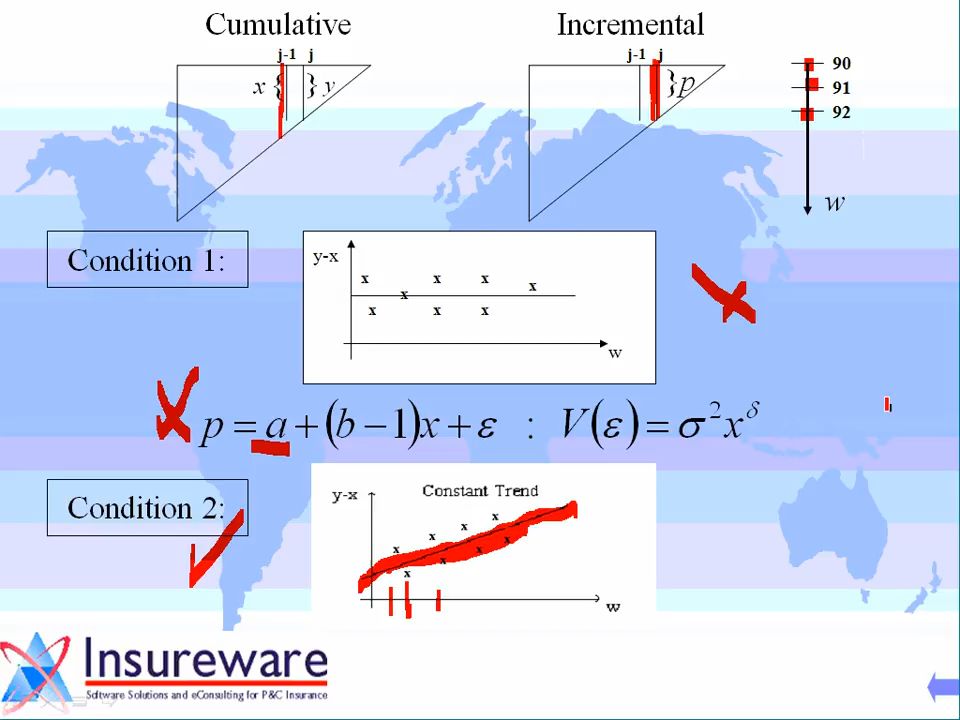 Cumulative
Incremental
j-1 j
x { } y
j-1 j
} p
90
91
92
w
Condition 1:
y-x
x x x x
x
x x x
w
p = a + (b − 1)x + ε : V(ε) = σ²x^δ
Condition 2:
y-x
Constant Trend
x x x x
x x x x
w
Insureware
Software Solutions and eConsulting for P&C Insurance